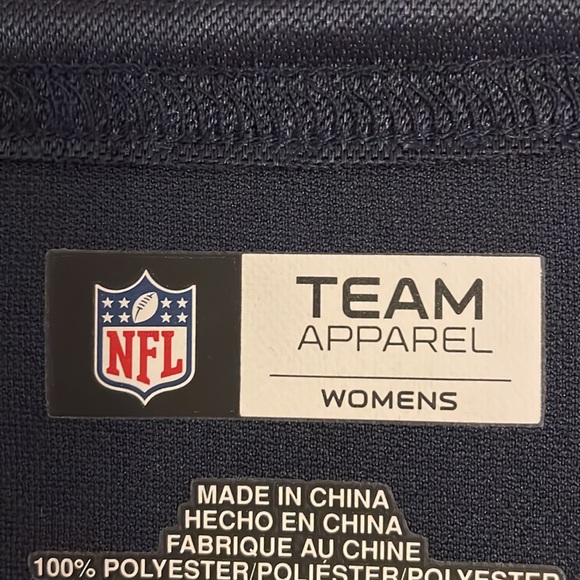 NFL
TEAM
APPAREL
WOMENS
MADE IN CHINA
HECHO EN CHINA
FABRIQUE AU CHINE
100% POLYESTER/POLIÉSTER/POLYESTER